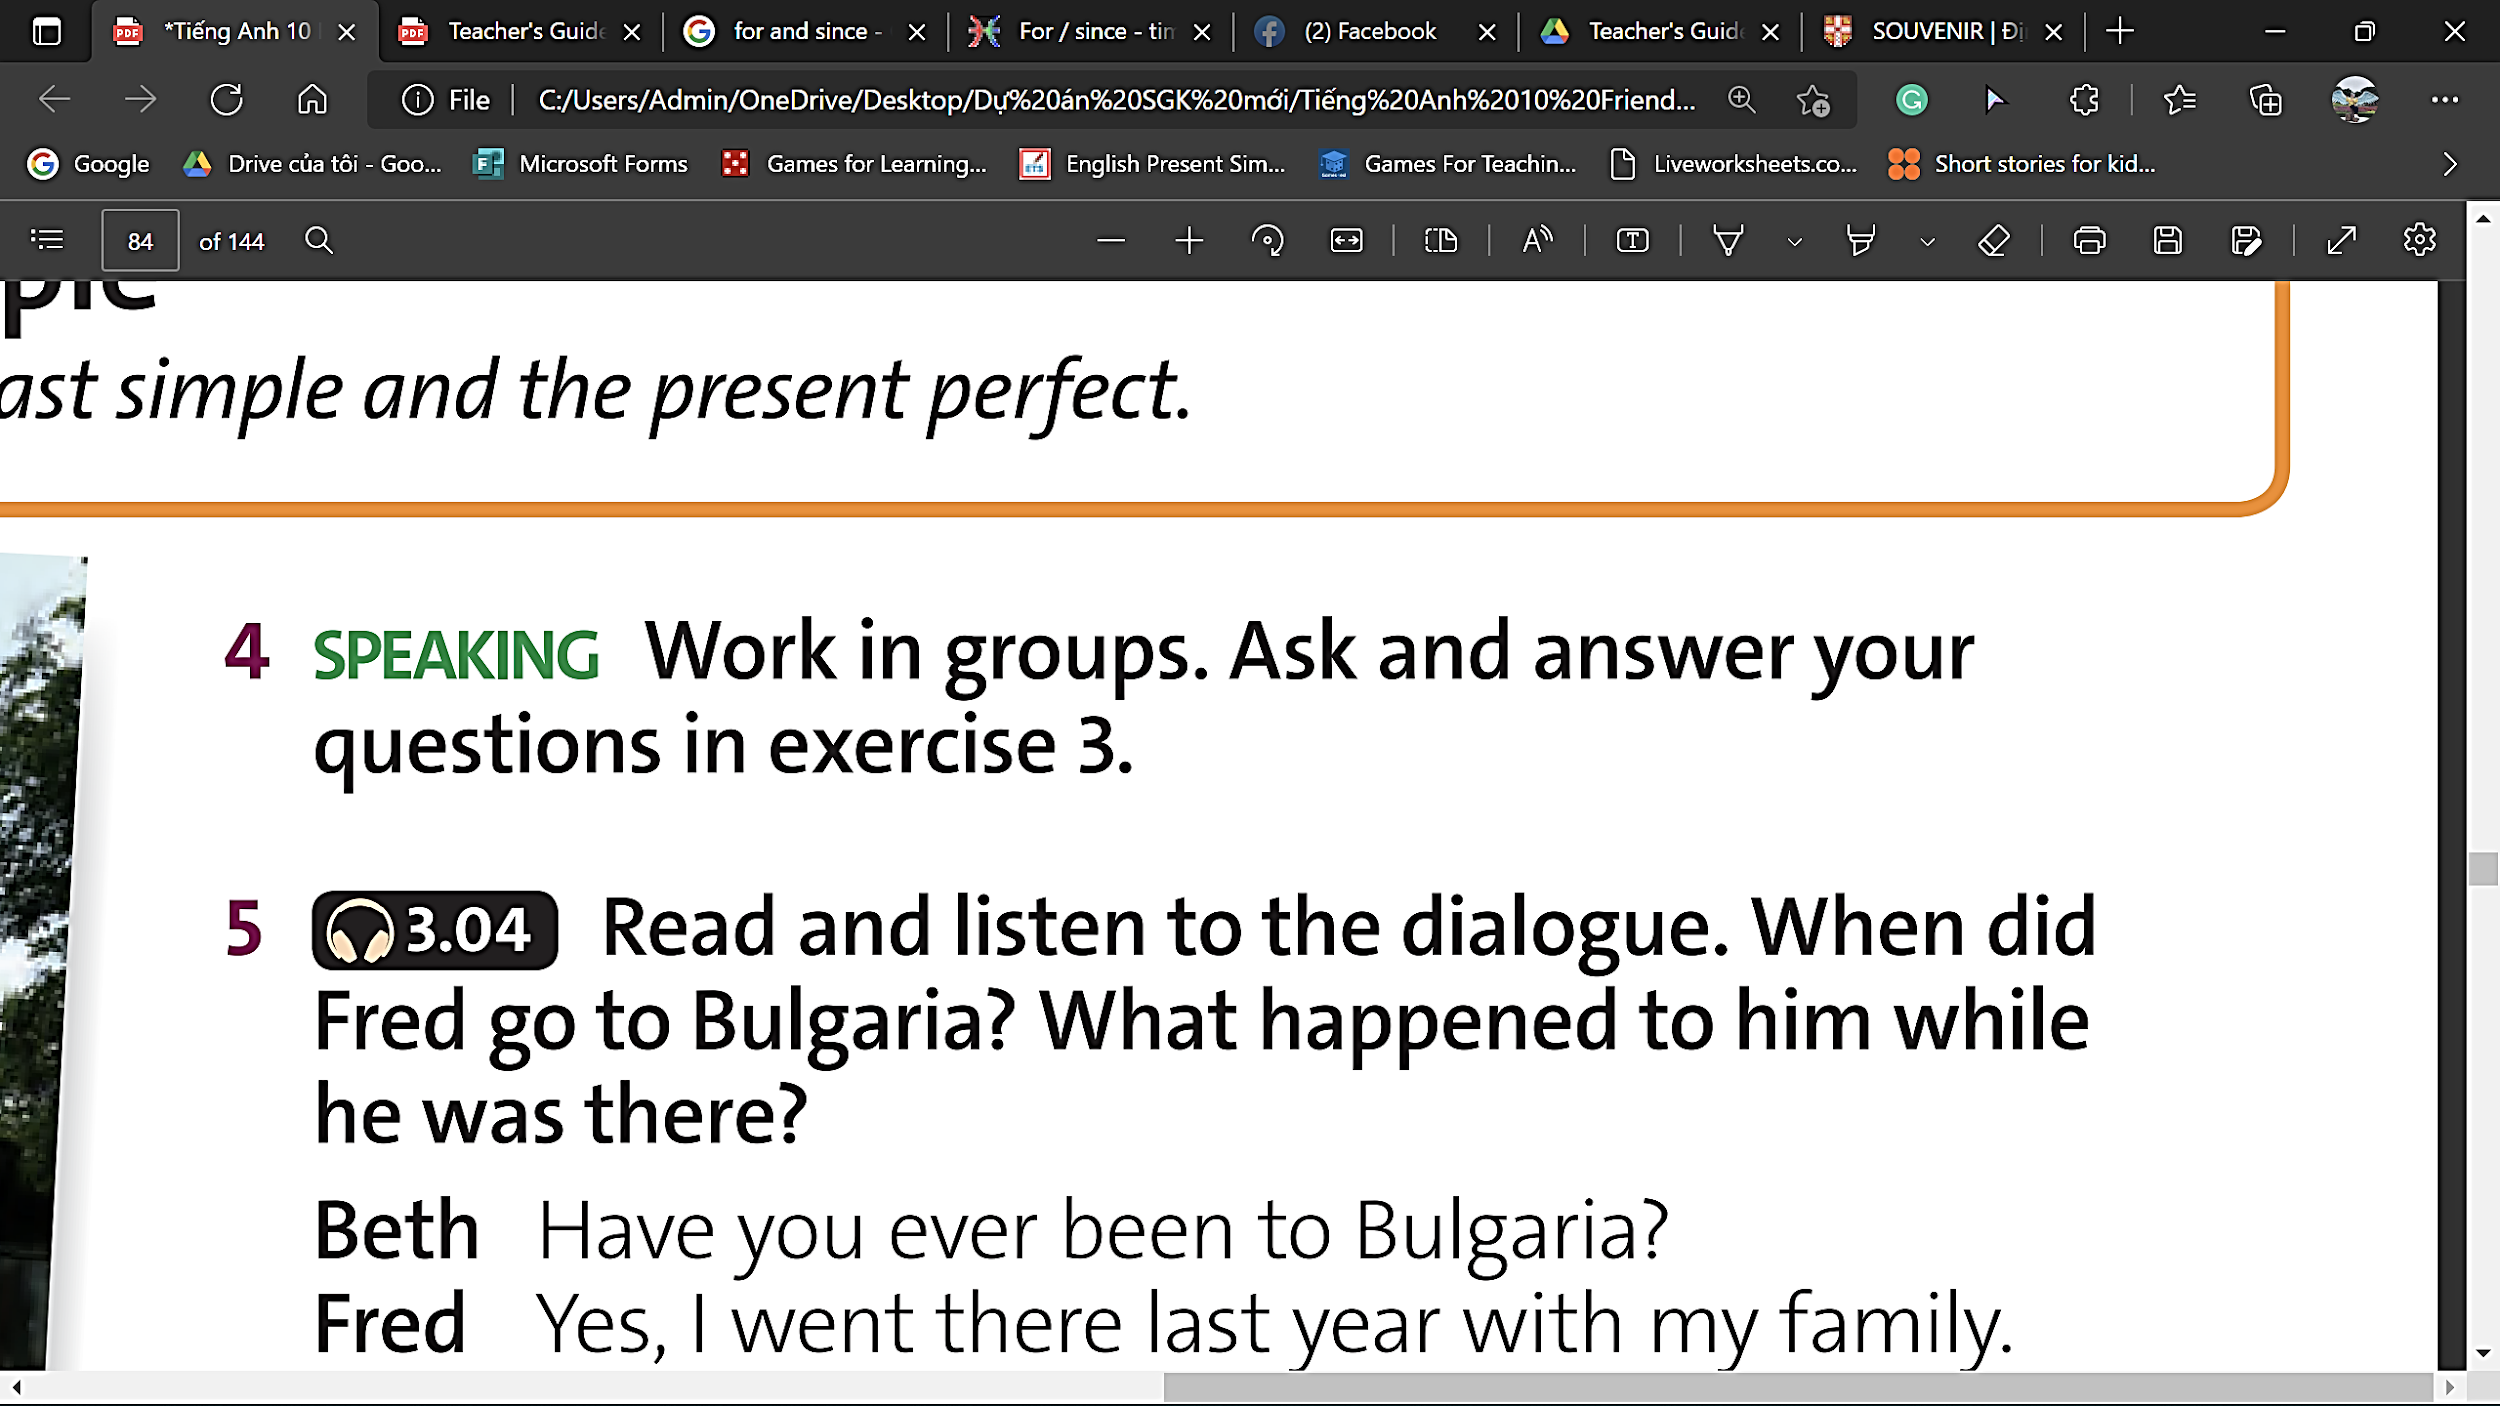 *Tiếng Anh 10
Teacher's Guide
for and since -
For / since - tin
(2) Facebook
Teacher's Guide
SOUVENIR | Đị
File
C:/Users/Admin/OneDrive/Desktop/Dự%20án%20SGK%20mới/Tiếng%20Anh%2010%20Friend...
Google
Drive của tôi - Goo...
Microsoft Forms
Games for Learning...
English Present Sim...
Games For Teachin...
Liveworksheets.co...
Short stories for kid...
84 of 144
ast simple and the present perfect.
4 SPEAKING Work in groups. Ask and answer your
questions in exercise 3.
5 3.04 Read and listen to the dialogue. When did
Fred go to Bulgaria? What happened to him while
he was there?
Beth Have you ever been to Bulgaria?
Fred Yes, I went there last year with my family.